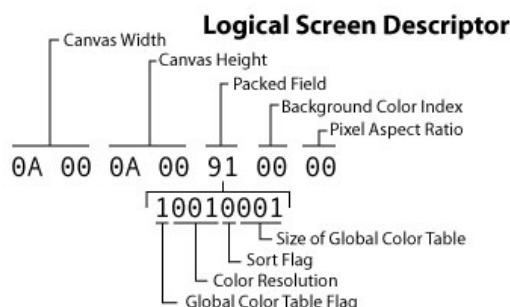 Logical Screen Descriptor
Canvas Width
Canvas Height
Packed Field
Background Color Index
Pixel Aspect Ratio
0A 00 0A 00 91 00 00
10010001
Size of Global Color Table
Sort Flag
Color Resolution
Global Color Table Flag